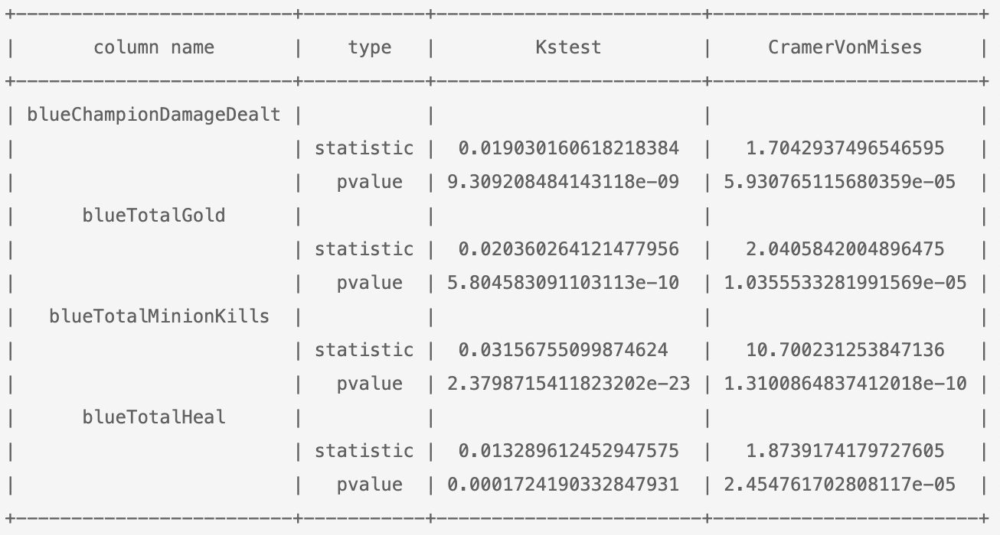 +-------------------------+-----------+------------------------+------------------------+
| column name | type | Kstest | CramerVonMises |
+-------------------------+-----------+------------------------+------------------------+
| blueChampionDamageDealt | | | |
| | statistic | 0.019030160618218384 | 1.7042937496546595 |
| | pvalue | 9.309208484143118e-09 | 5.930765115680359e-05 |
| blueTotalGold | | | |
| | statistic | 0.020360264121477956 | 2.0405842004896475 |
| | pvalue | 5.804583091103113e-10 | 1.0355533281991569e-05 |
| blueTotalMinionKills | | | |
| | statistic | 0.03156755099874624 | 10.700231253847136 |
| | pvalue | 2.3798715411823202e-23 | 1.3100864837412018e-10 |
| blueTotalHeal | | | |
| | statistic | 0.013289612452947575 | 1.8739174179727605 |
| | pvalue | 0.0001724190332847931 | 2.454761702808117e-05 |
+-------------------------+-----------+------------------------+------------------------+